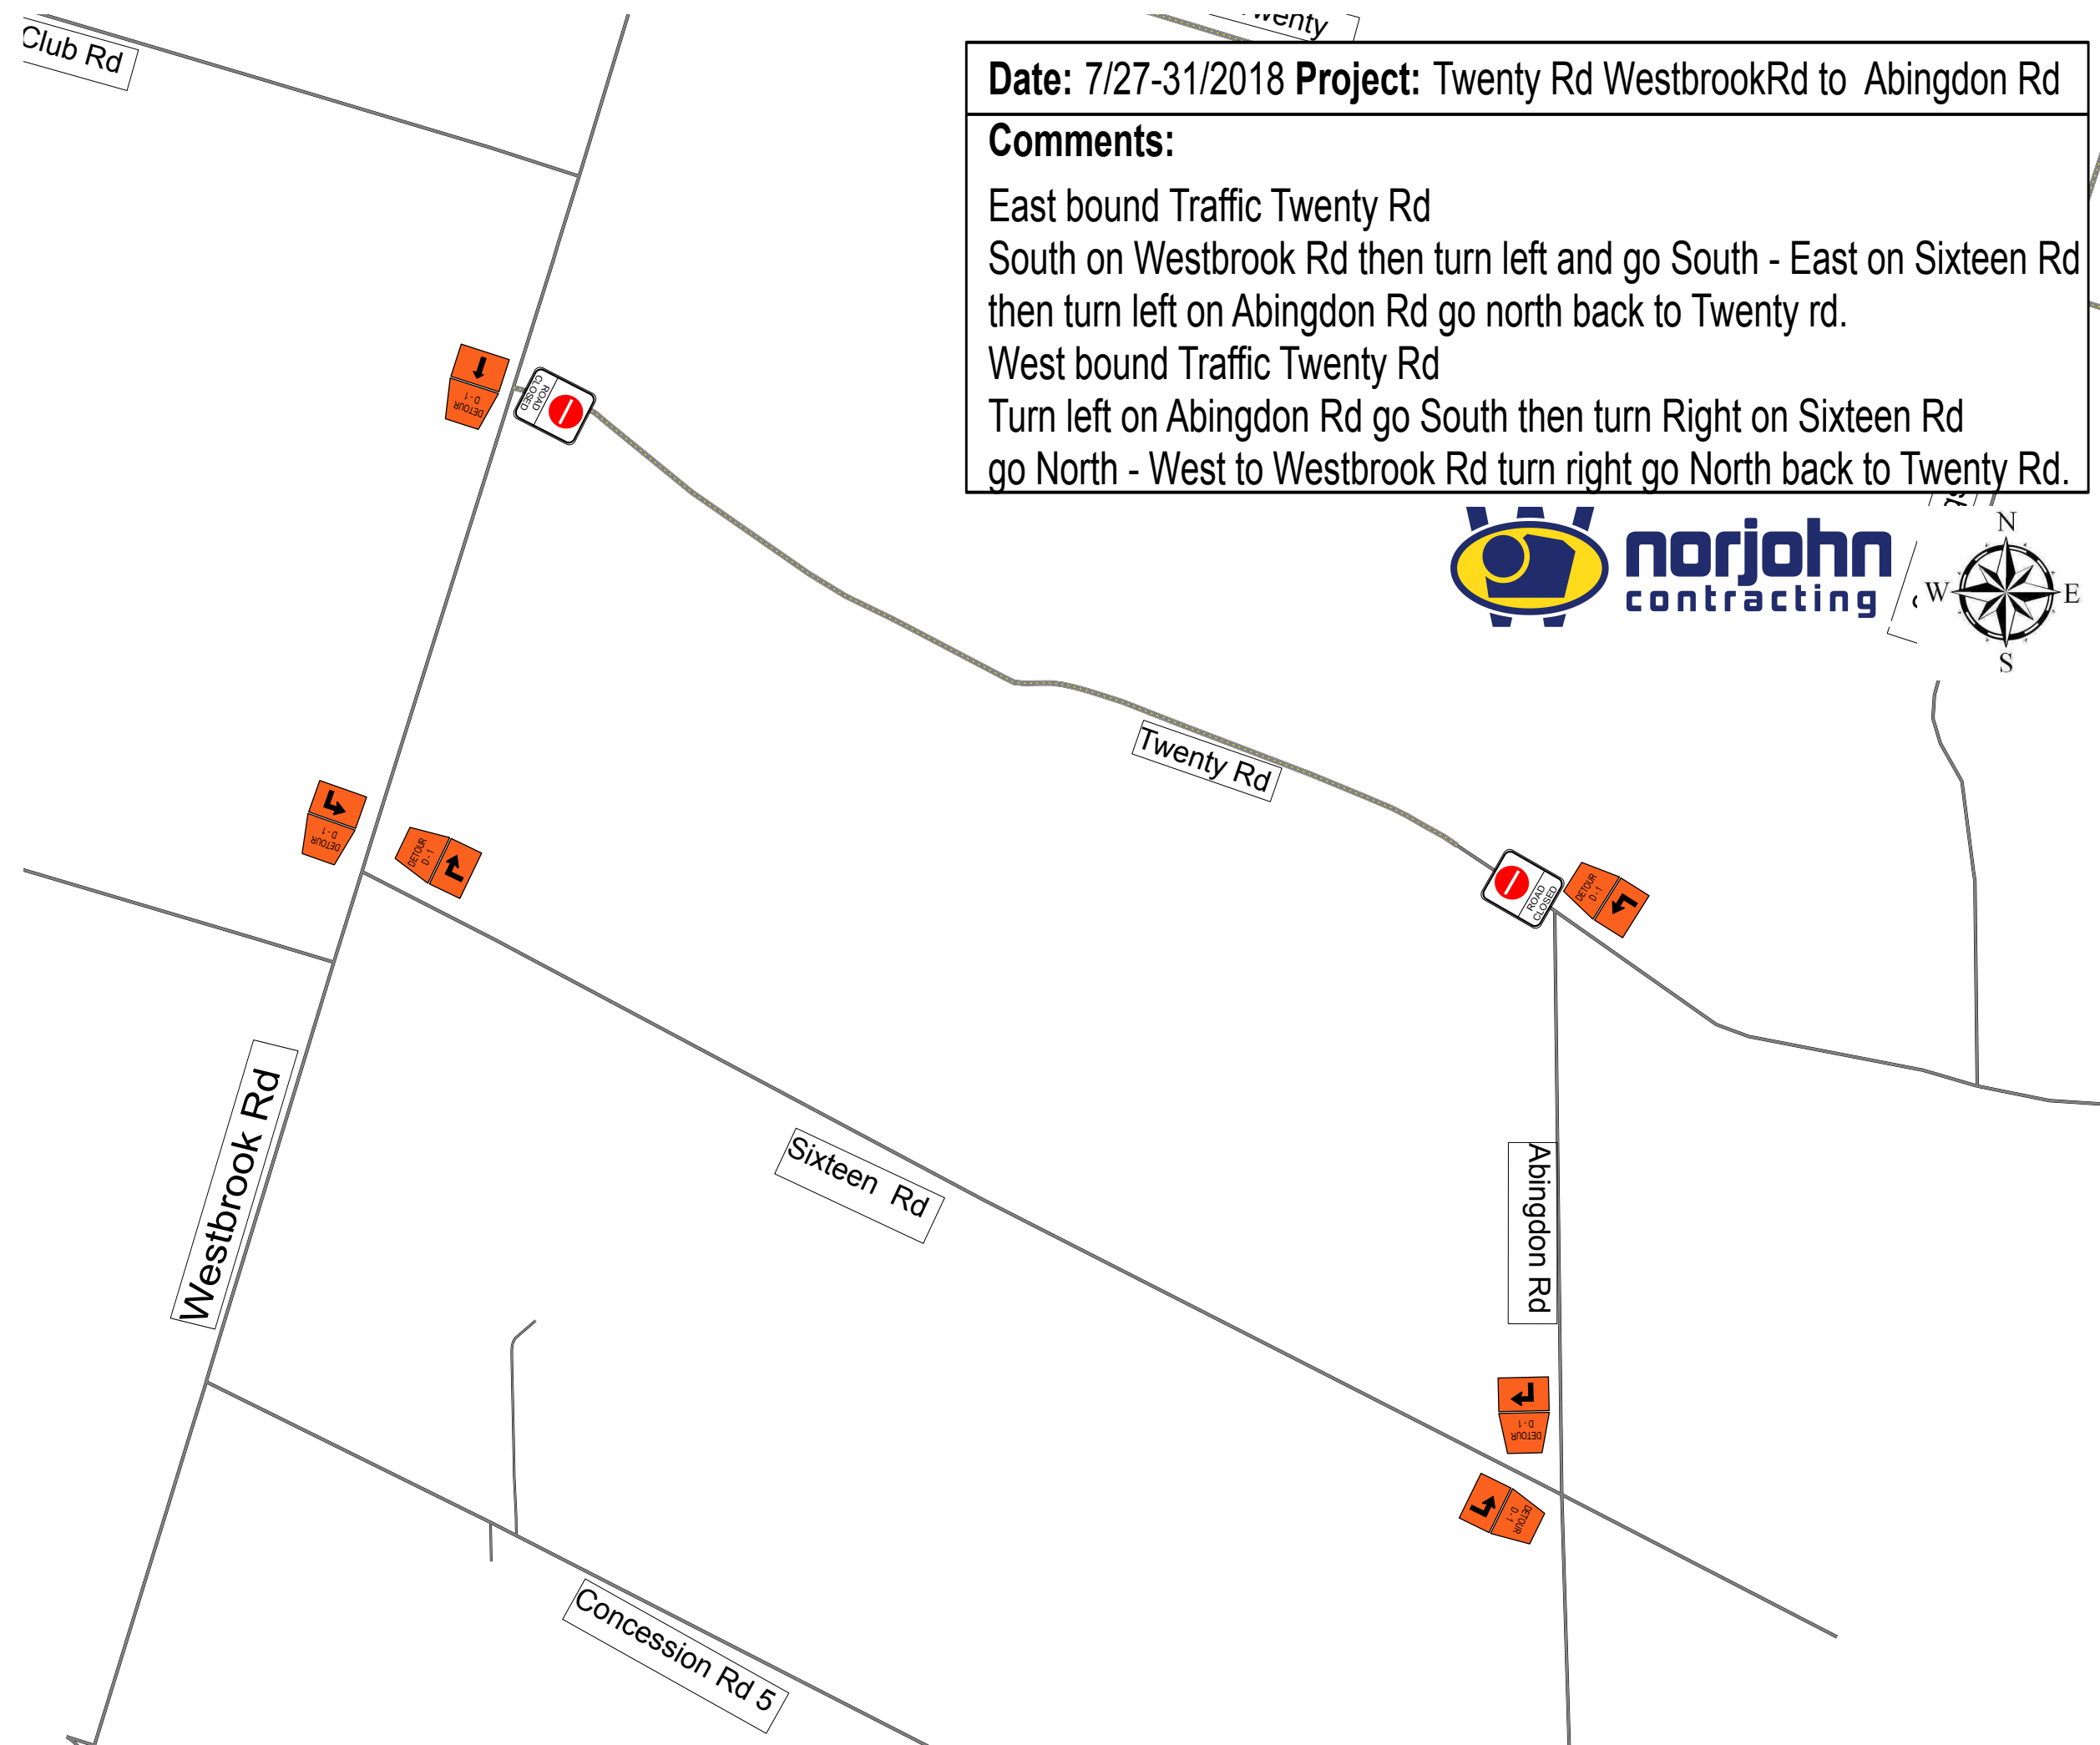 Club Rd
Twenty
Date: 7/27-31/2018 Project: Twenty Rd WestbrookRd to Abingdon Rd
Comments:
East bound Traffic Twenty Rd
South on Westbrook Rd then turn left and go South - East on Sixteen Rd
then turn left on Abingdon Rd go north back to Twenty rd.
West bound Traffic Twenty Rd
Turn left on Abingdon Rd go South then turn Right on Sixteen Rd
go North - West to Westbrook Rd turn right go North back to Twenty Rd.
norjohn
contracting
N
W
E
S
ROAD
CLOSED
DETOUR
D - 1
Twenty Rd
DETOUR
D - 1
DETOUR
D - 1
ROAD
CLOSED
DETOUR
D - 1
Westbrook Rd
Sixteen Rd
Abingdon Rd
DETOUR
D - 1
DETOUR
D - 1
Concession Rd 5